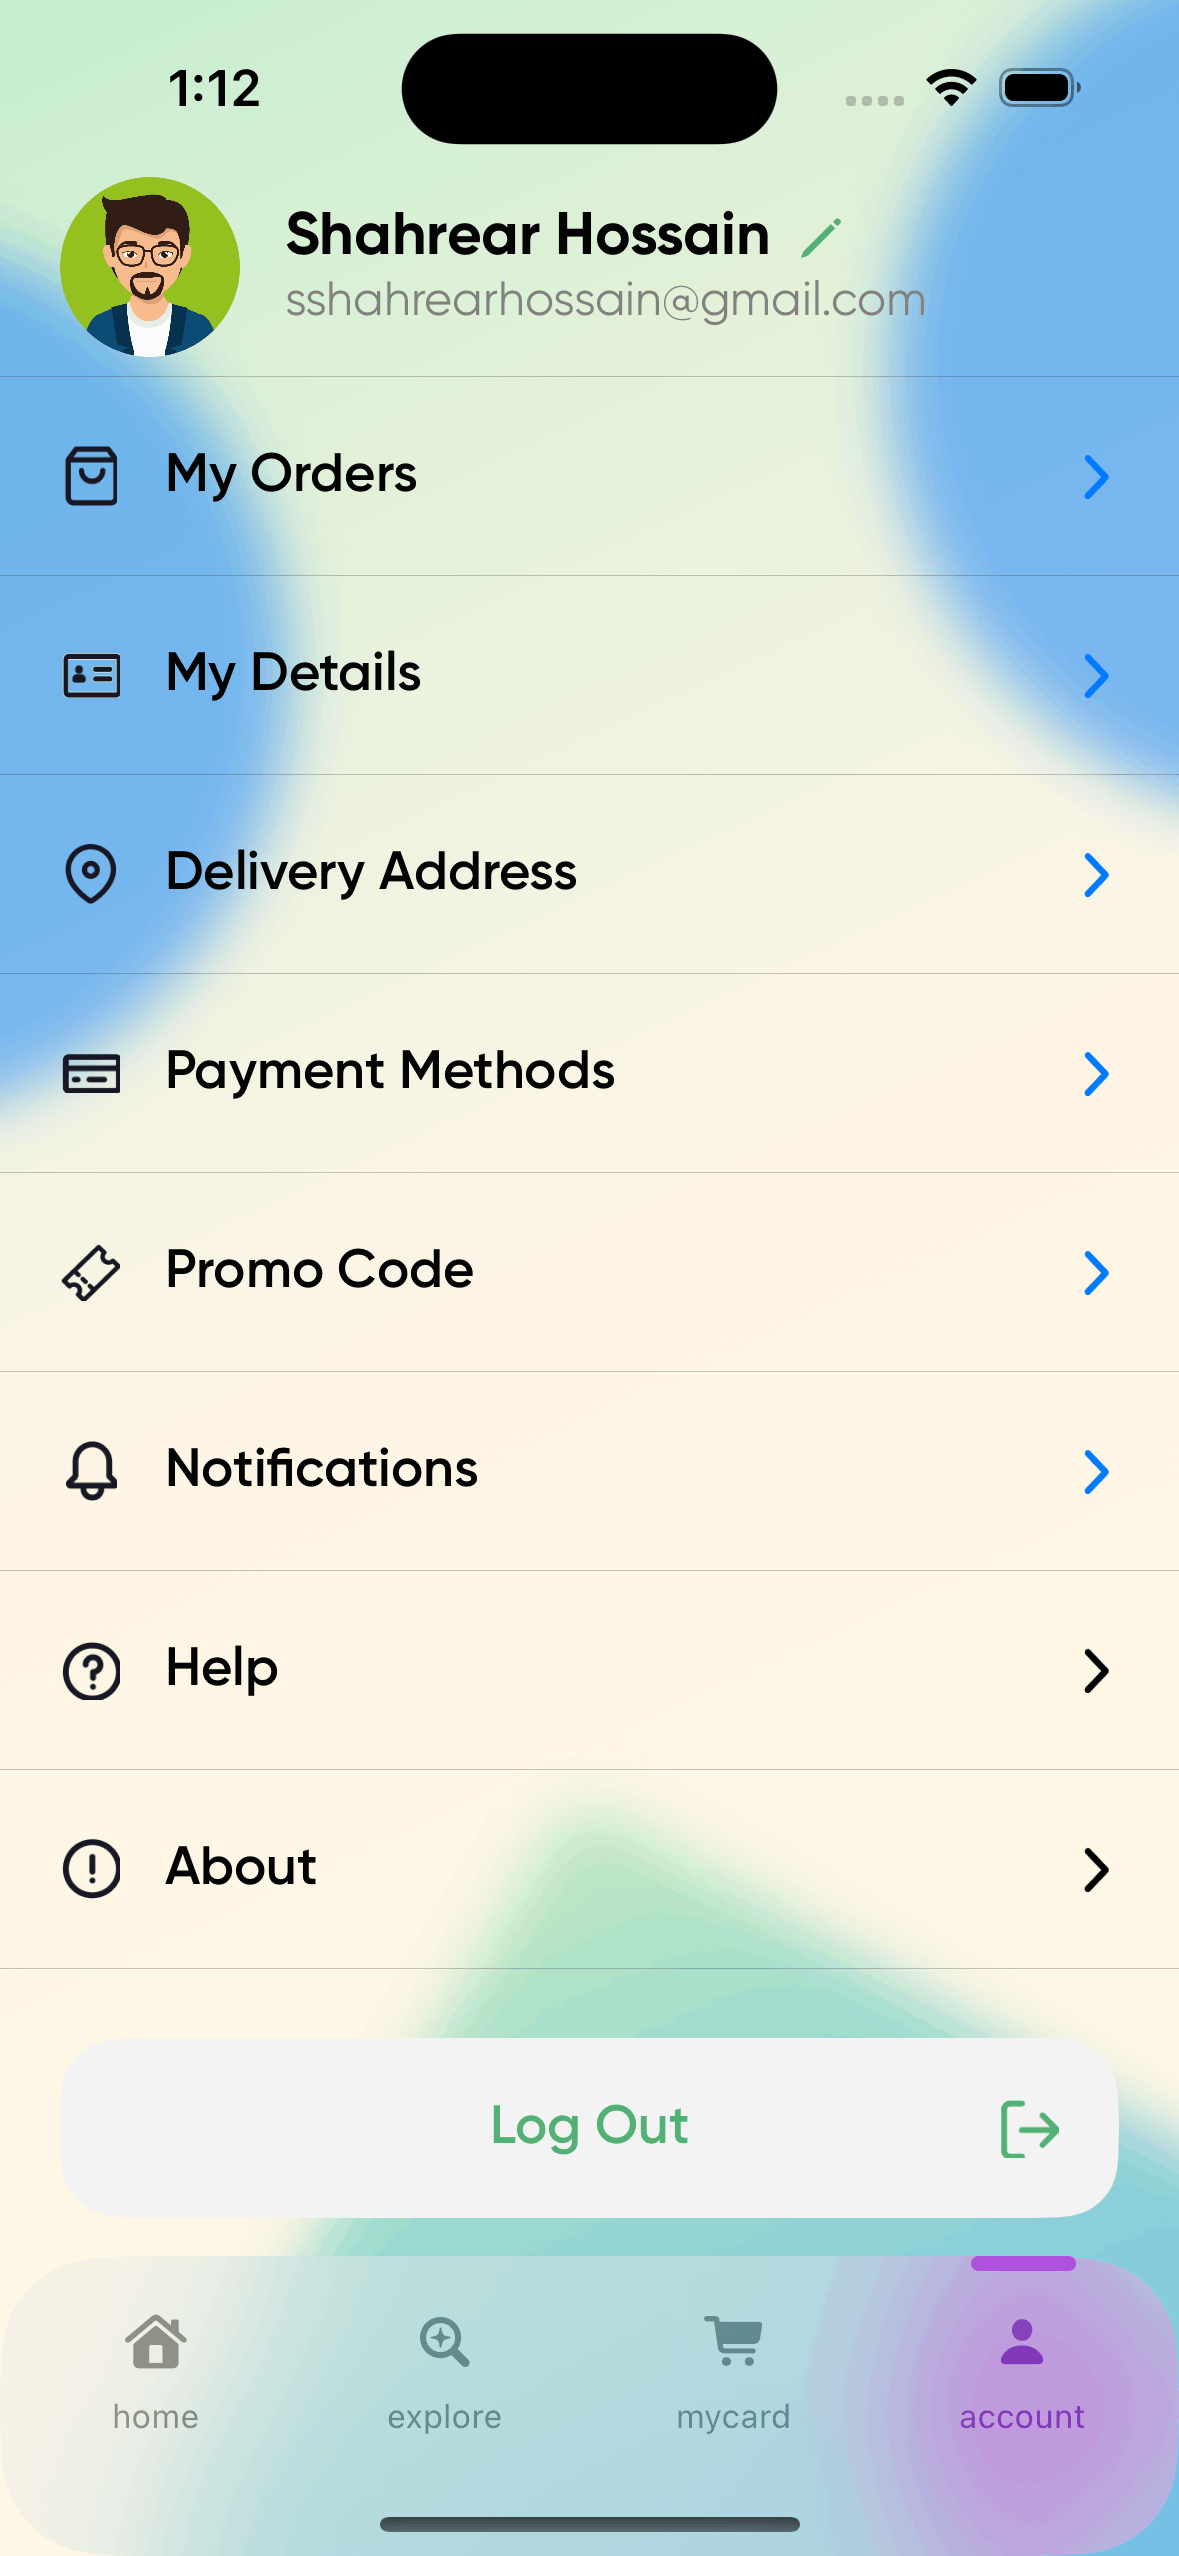 1:12
Shahrear Hossain
sshahrearhossain@gmail.com
My Orders
My Details
Delivery Address
Payment Methods
Promo Code
Notifications
Help
About
Log Out
home
explore
mycard
account